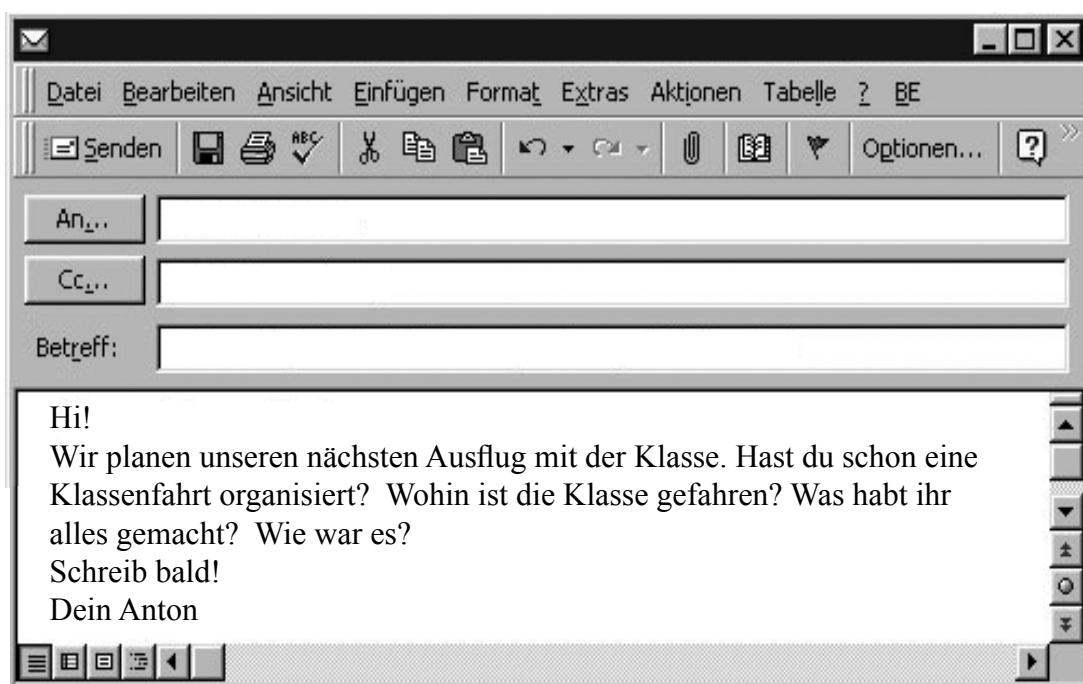 Datei Bearbeiten Ansicht Einfügen Format Extras Aktionen Tabelle ? BE
Senden ABC Optionen... ?
An...
Cc...
Betreff:
Hi!
Wir planen unseren nächsten Ausflug mit der Klasse. Hast du schon eine
Klassenfahrt organisiert? Wohin ist die Klasse gefahren? Was habt ihr
alles gemacht? Wie war es?
Schreib bald!
Dein Anton